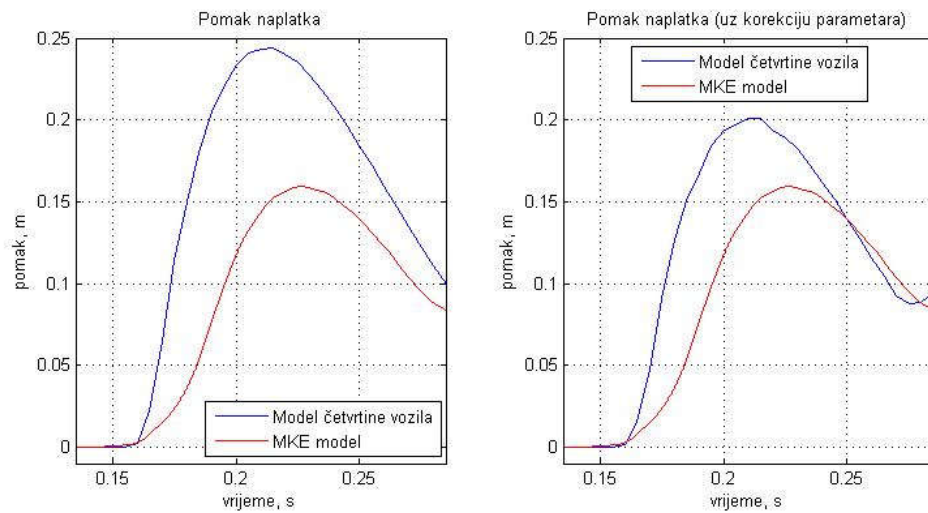 Pomak naplatka
0.25
0.2
0.15
0.1
0.05
0
pomak, m
Model četvrtine vozila
MKE model
0.15
0.2
0.25
vrijeme, s
Pomak naplatka (uz korekciju parametara)
0.25
0.2
0.15
0.1
0.05
0
pomak, m
Model četvrtine vozila
MKE model
0.15
0.2
0.25
vrijeme, s